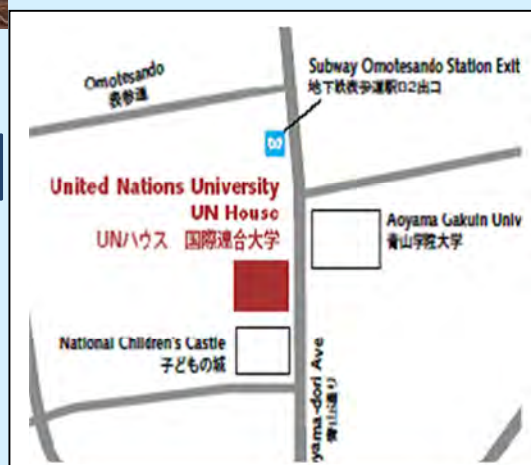 Omotesando
表参道
Subway Omotesando Station Exit
地下鉄表参道駅B2出口
United Nations University
UN House
UNハウス 国際連合大学
Aoyama Gakuin Univ
青山学院大学
National Children's Castle
子どもの城
yama-dori Ave
青山通り